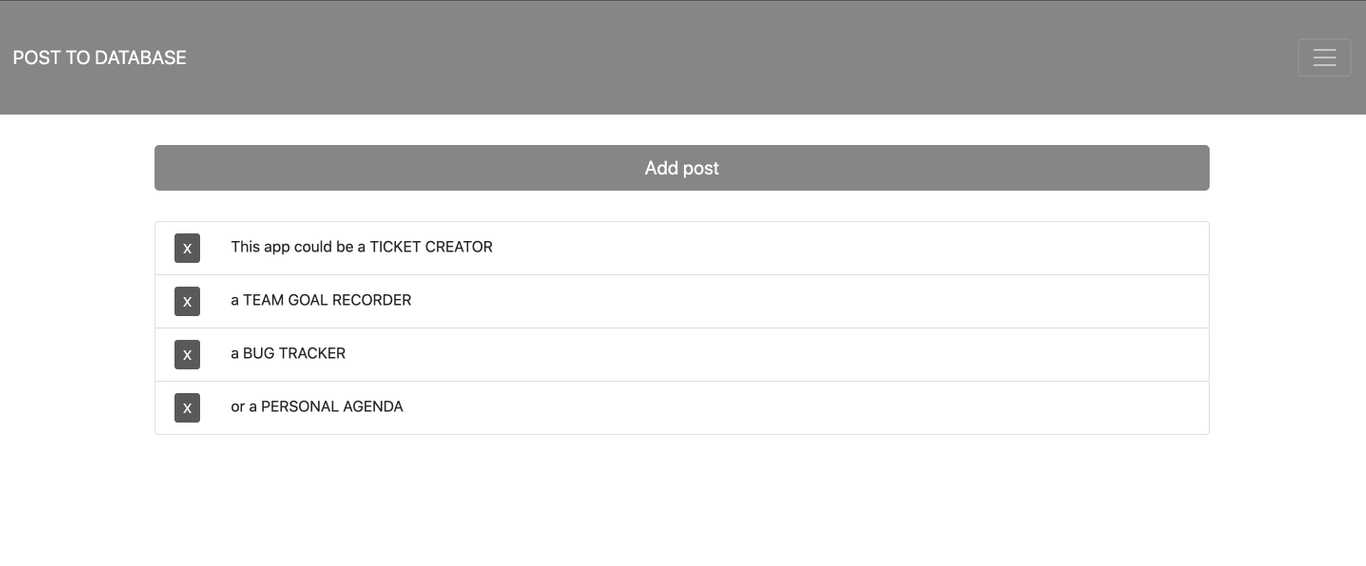 POST TO DATABASE
Add post
x This app could be a TICKET CREATOR
x a TEAM GOAL RECORDER
x a BUG TRACKER
x or a PERSONAL AGENDA